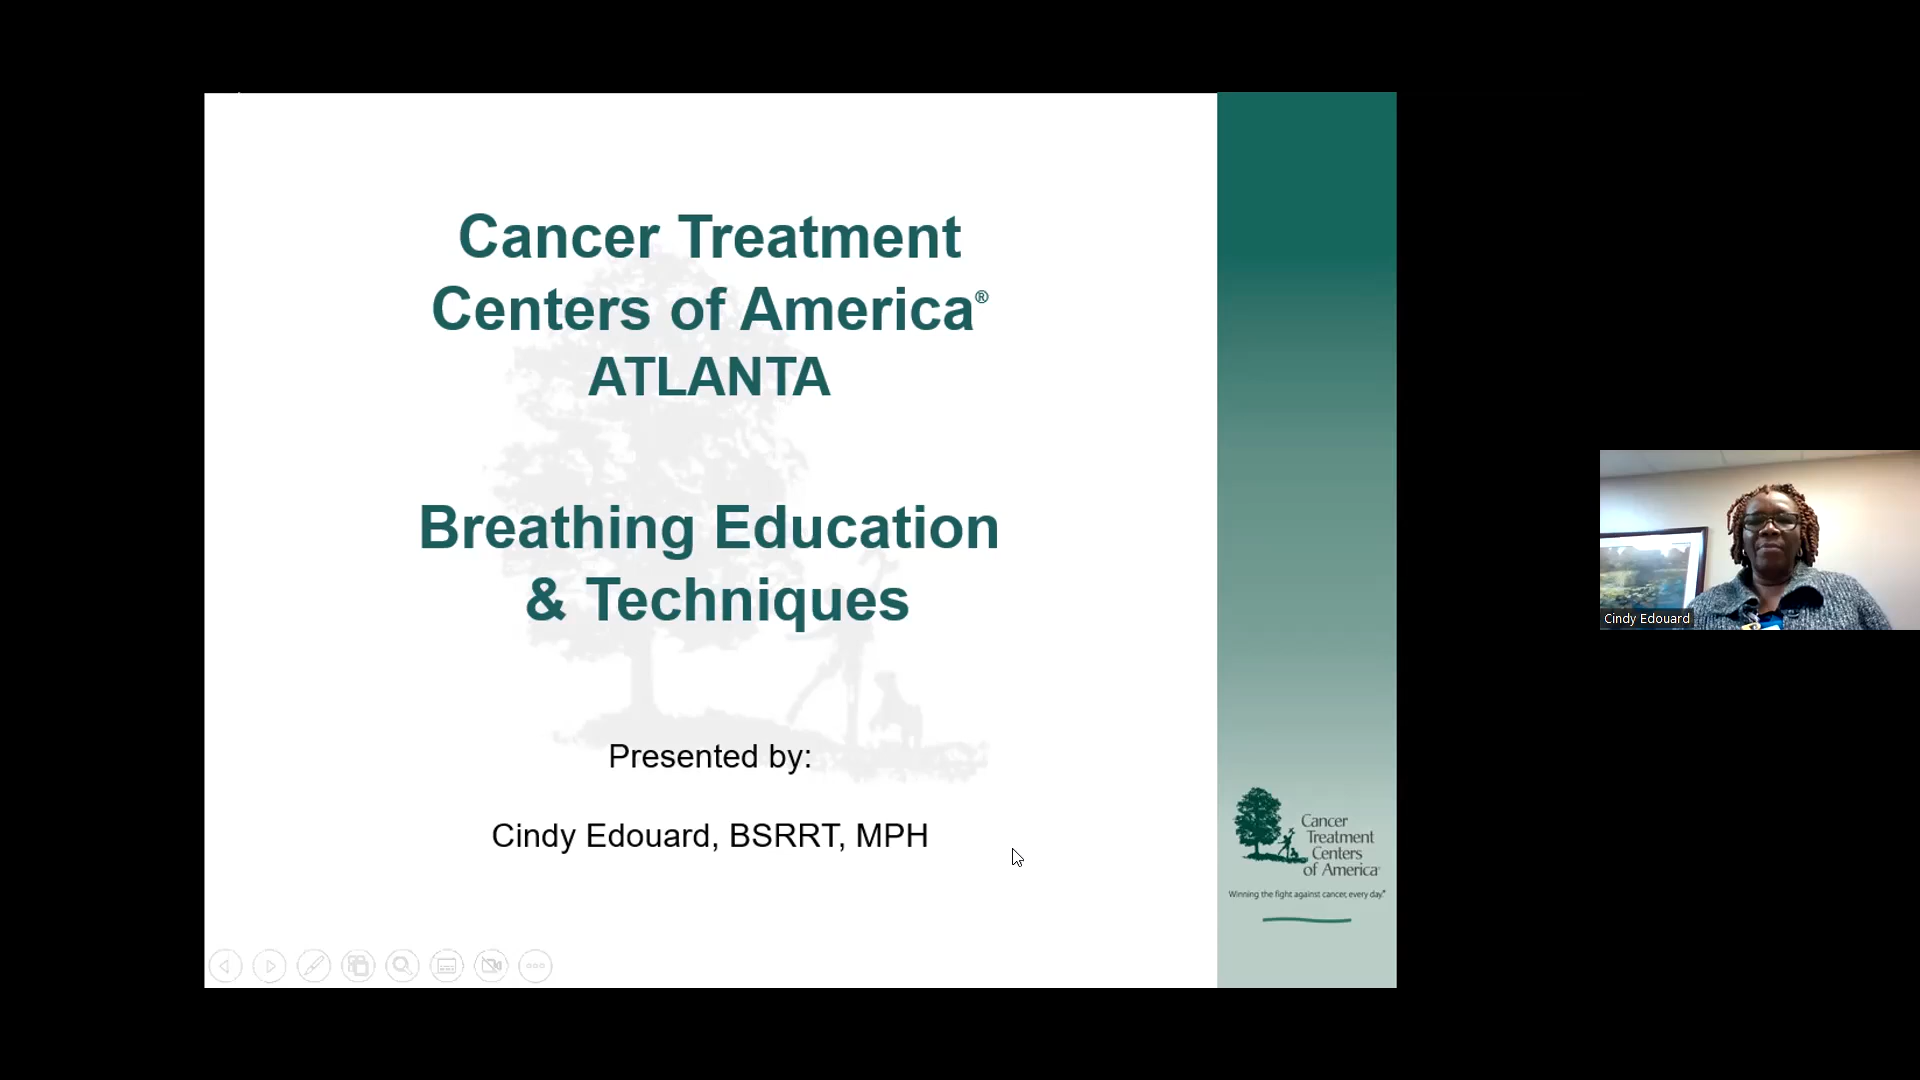 Cancer Treatment
Centers of America®
ATLANTA
Breathing Education
& Techniques
Presented by:
Cindy Edouard, BSRRT, MPH
Cancer
Treatment
Centers
of America®
Winning the fight against cancer, every day.®
Cindy Edouard